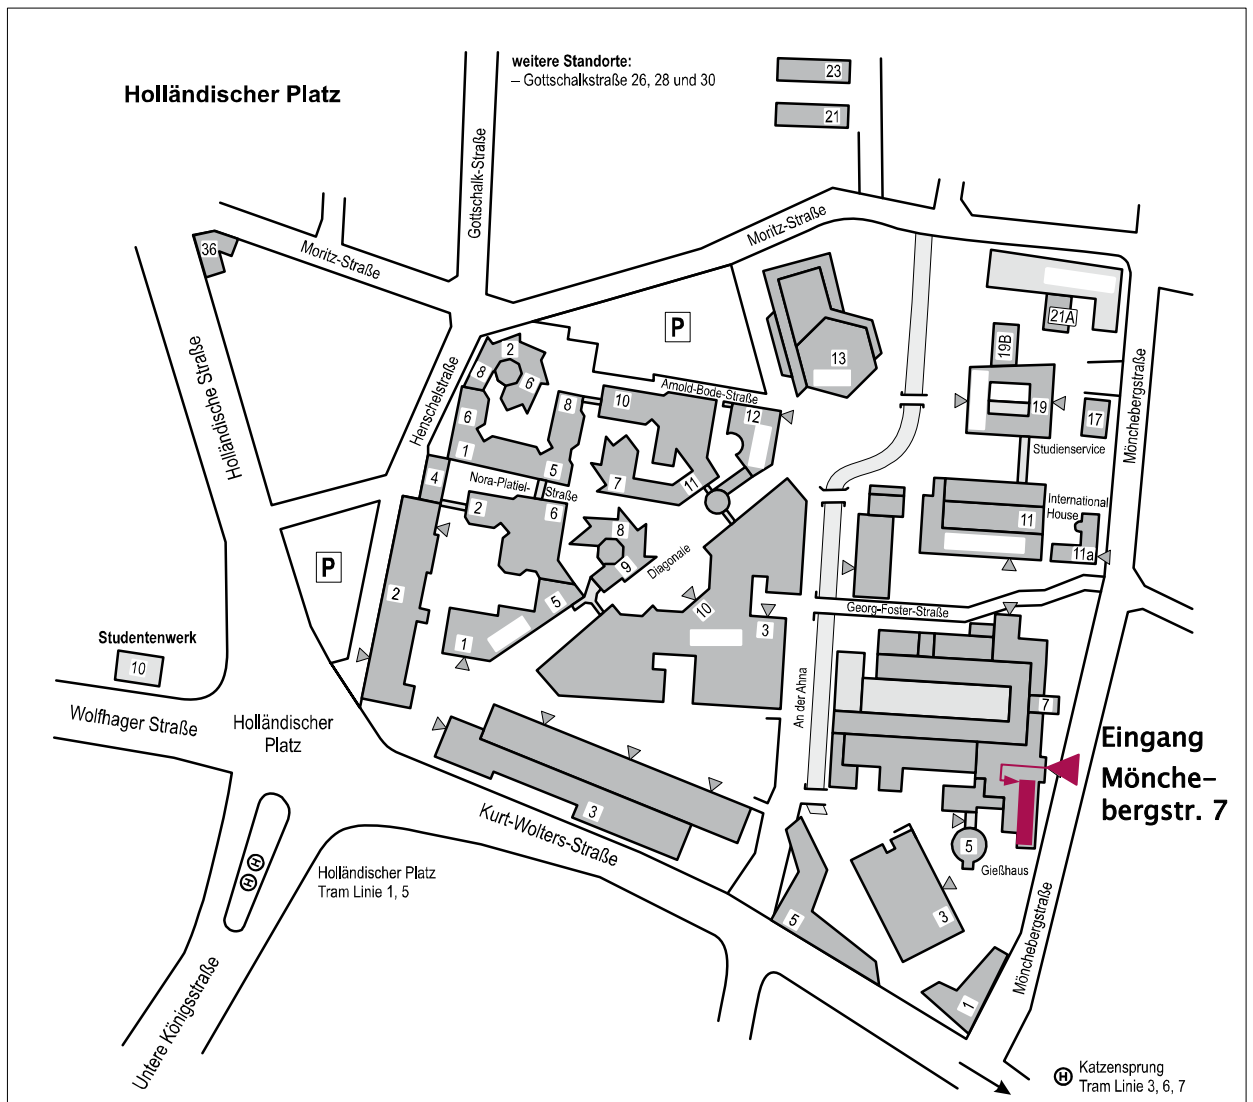 weitere Standorte:
– Gottschalkstraße 26, 28 und 30
Holländischer Platz
23
21
Gottschalk-Straße
Moritz-Straße
36
Moritz-Straße
Holländische Straße
Henschelstraße
P
21A
19B
13
19
17
Studienservice
Mönchebergstraße
2
8
6
8
10
Arnold-Bode-Straße
12
6
1
5
7
11
4
Nora-Platiel-
Straße
2
6
8
9
Diagonale
International
House
11
11a
P
2
5
1
10
3
Georg-Foster-Straße
Studentenwerk
10
Wolfhager Straße
Holländischer
Platz
An der Ahna
7
Eingang
Mönche-
bergstr. 7
3
Kurt-Wolters-Straße
5
Gießhaus
3
5
1
Mönchebergstraße
H
H
Holländischer Platz
Tram Linie 1, 5
Untere Königsstraße
H
Katzensprung
Tram Linie 3, 6, 7